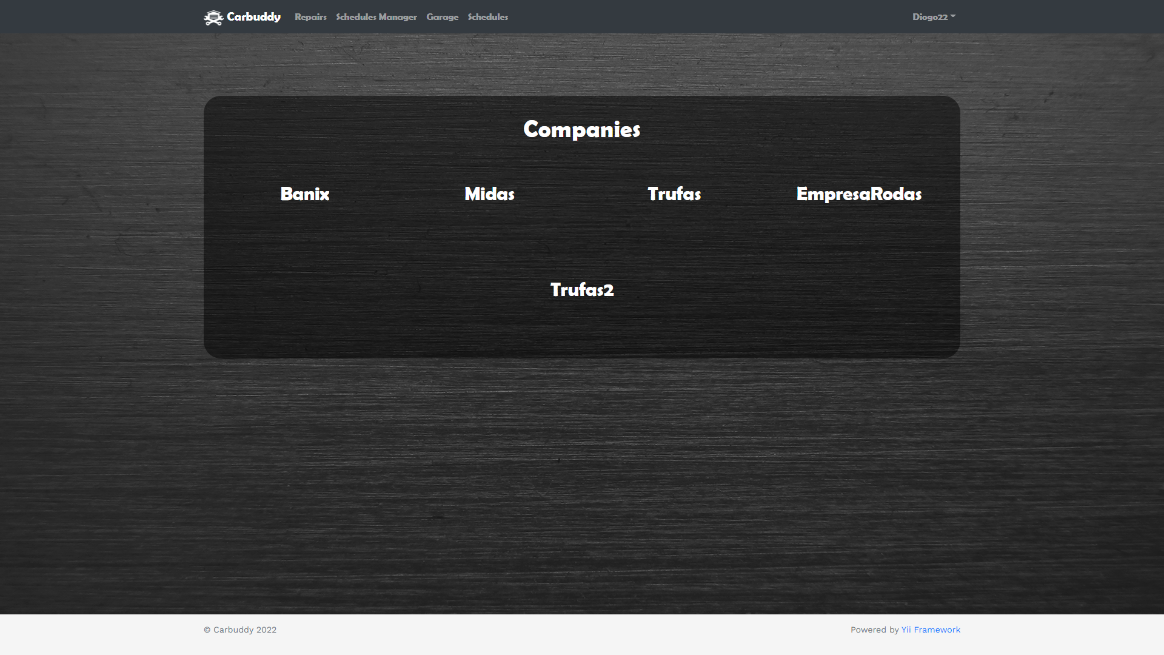 Carbuddy Repairs Schedules Manager Garage Schedules Diogo22
Companies
Banix Midas Trufas EmpresaRodas
Trufas2
© Carbuddy 2022 Powered by Yii Framework